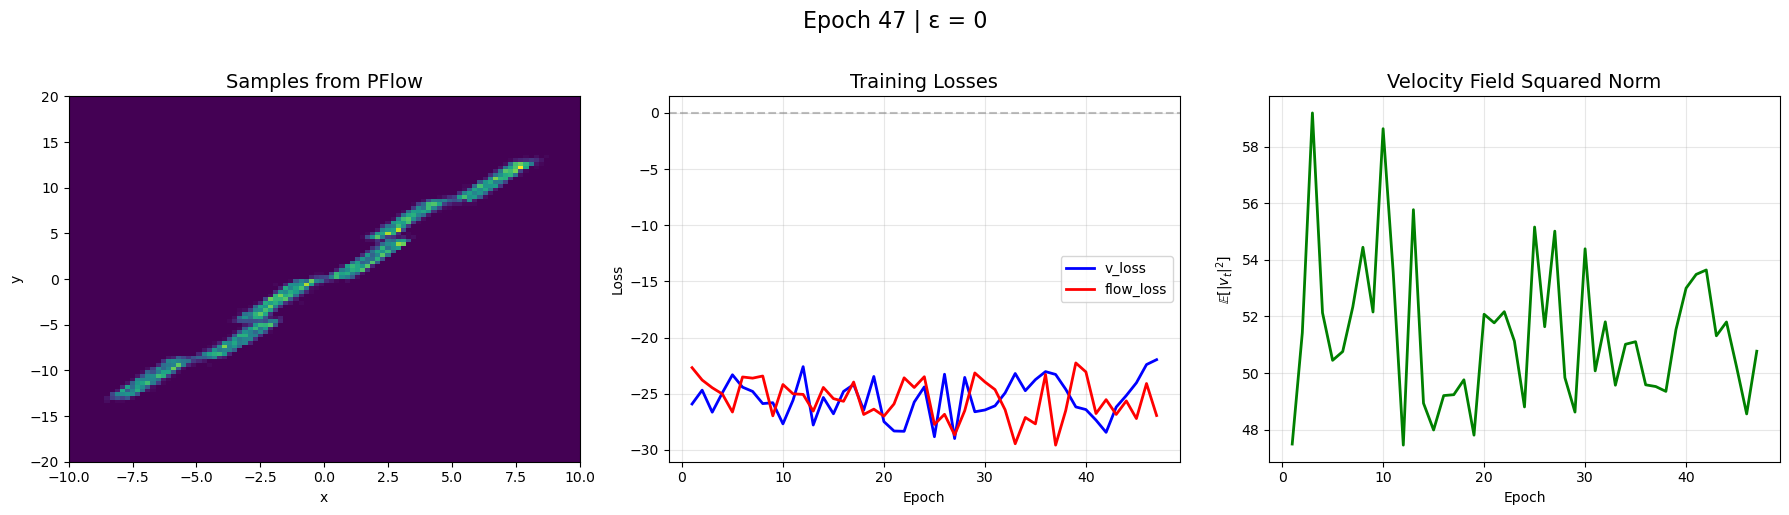 Epoch 47 | ε = 0
Samples from PFlow
20
15
10
5
0
−5
−10
−15
−20
y
−10.0 −7.5 −5.0 −2.5 0.0 2.5 5.0 7.5 10.0
x
Training Losses
0
−5
−10
−15
−20
−25
−30
Loss
v_loss
flow_loss
0 10 20 30 40
Epoch
Velocity Field Squared Norm
58
56
54
52
50
48
𝔼[|v_t|²]
0 10 20 30 40
Epoch